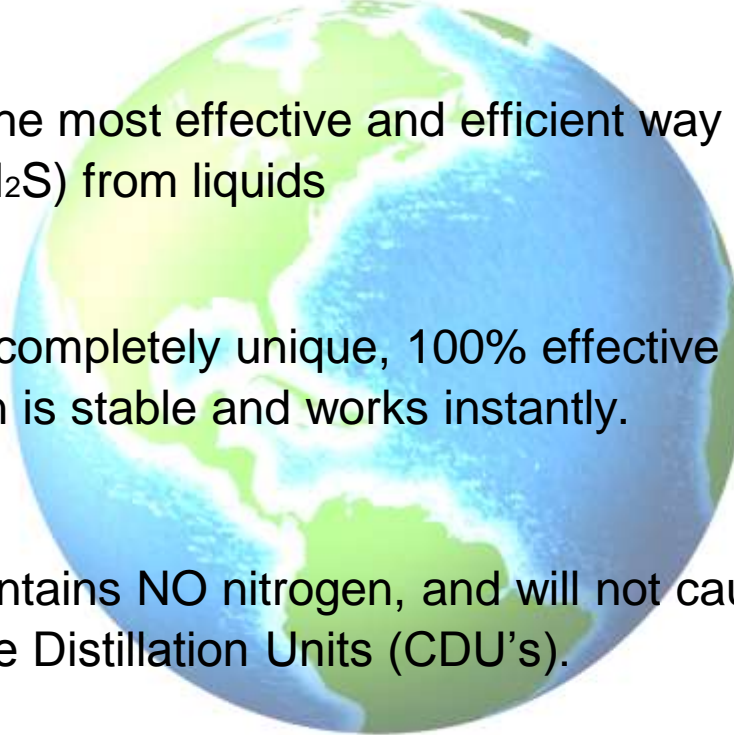 he most effective and efficient way
₂S) from liquids
completely unique, 100% effective
is stable and works instantly.
ntains NO nitrogen, and will not cau
e Distillation Units (CDU’s).